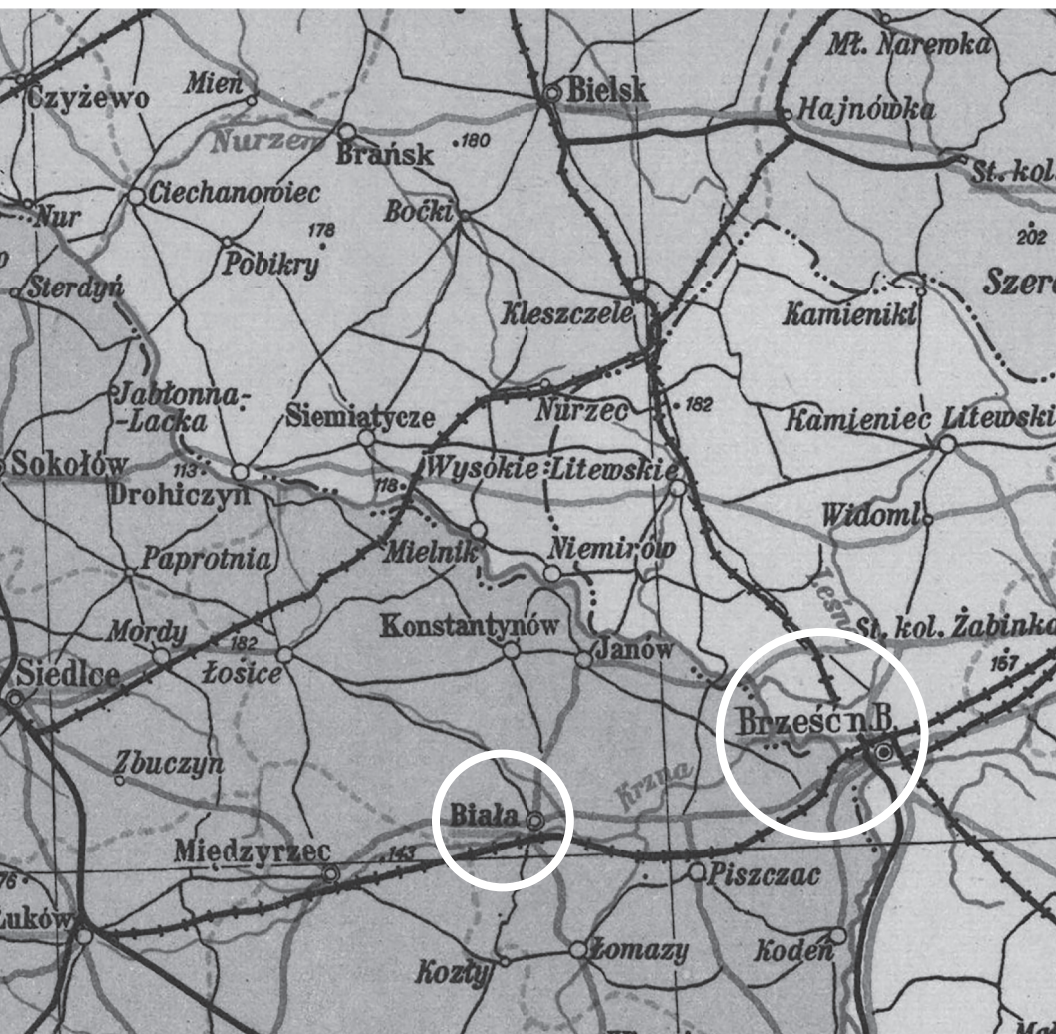 Mł. Narewka
Czyżewo
Mień
Bielsk
Hajnówka
Nurzec
Brańsk
180
St. kol.
Ciechanowiec
Boćki
Nur
178
202
Pobikry
Sterdyń
Kleszczele
Kamieniki
Jabłonna-
-Lacka
Siemiatycze
Nurzec
182
Kamieniec Litewski
Sokołów
113
Wysokie Litewskie
118
Drohiczyn
Widoml
Paprotnia
Mielnik
Niemirów
Leśna
Mordy
182
Konstantynów
St. kol. Żabinka
Siedlce
Łosice
Janów
157
Brześć n.B
Zbuczyn
Krzna
Biała
Międzyrzec
143
76
Piszczac
Łuków
Kozły
Łomazy
Kodeń